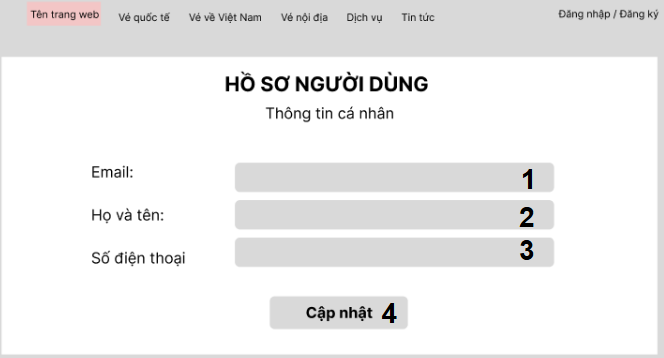 Tên trang web Vé quốc tế Vé về Việt Nam Vé nội địa Dịch vụ Tin tức Đăng nhập / Đăng ký
HỒ SƠ NGƯỜI DÙNG
Thông tin cá nhân
Email: 1
Họ và tên: 2
Số điện thoại 3
Cập nhật 4